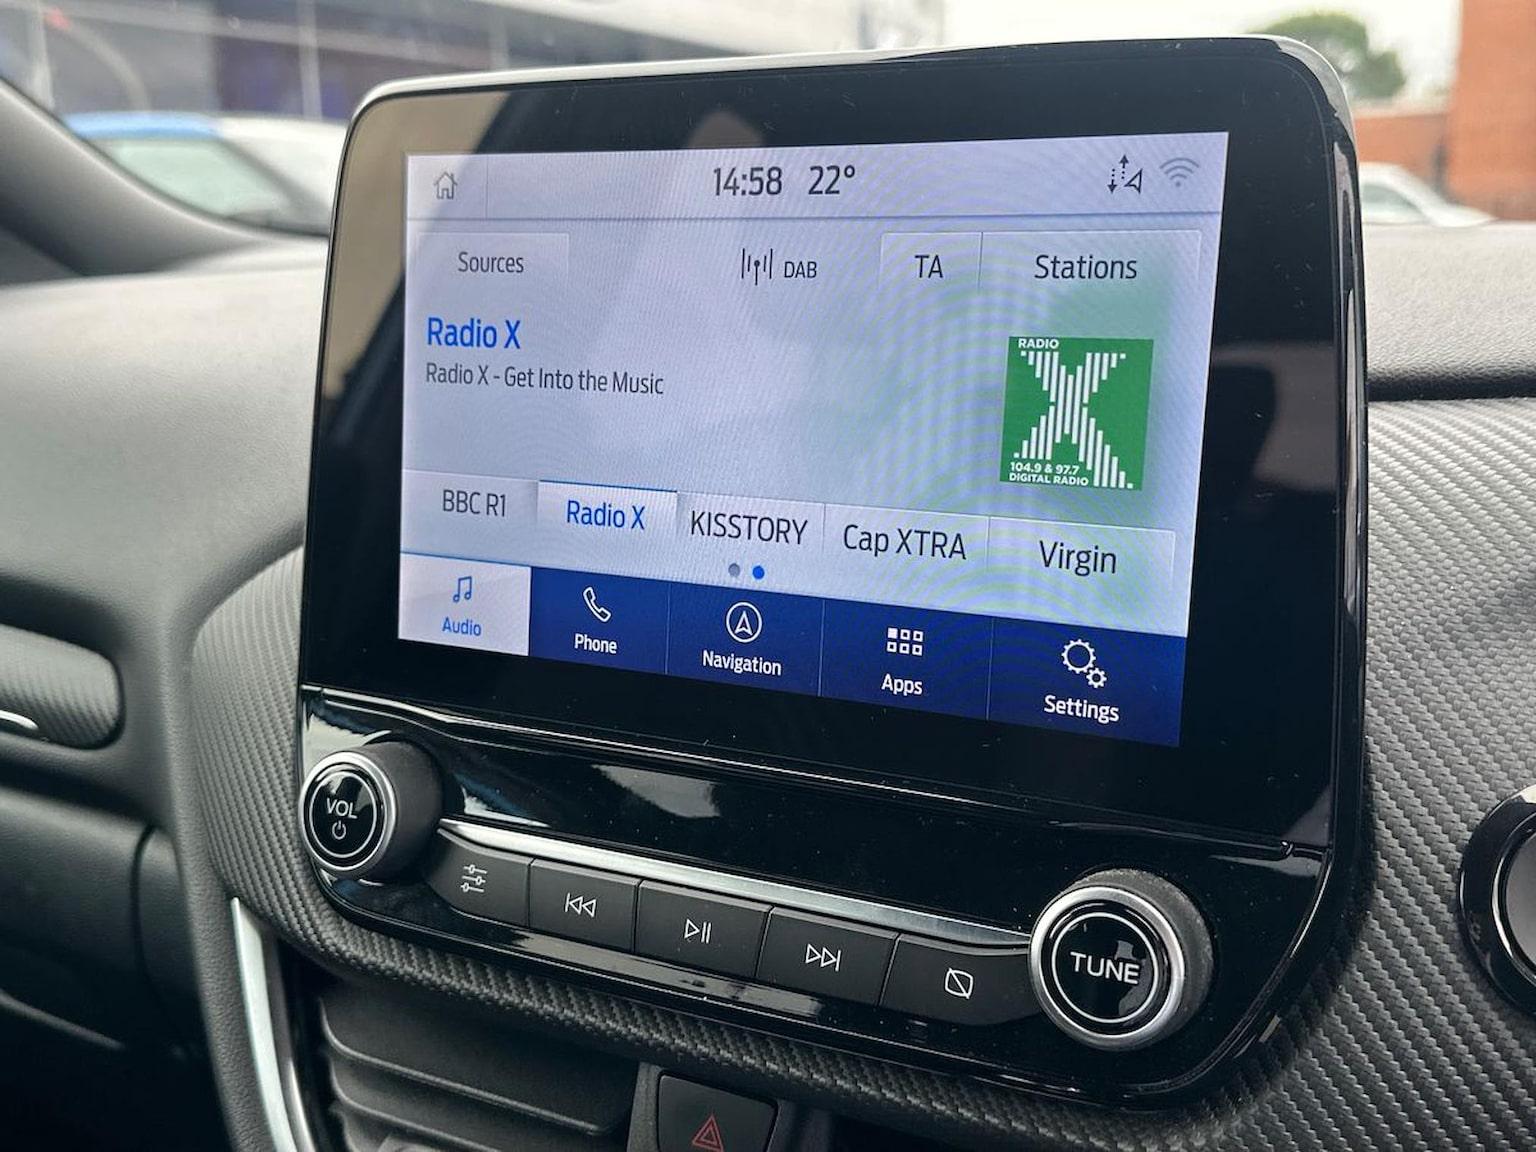 14:58 22°
Sources
DAB
TA
Stations
Radio X
Radio X - Get Into the Music
RADIO
X
104.9 & 97.7
DIGITAL RADIO
BBC R1
Radio X
KISSTORY
Cap XTRA
Virgin
Audio
Phone
Navigation
Apps
Settings
VOL
TUNE